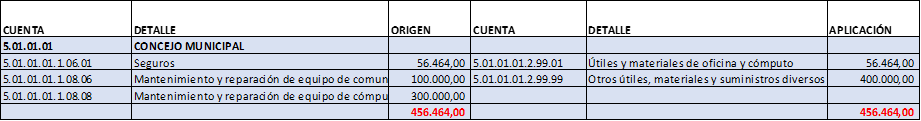 CUENTA DETALLE ORIGEN CUENTA DETALLE APLICACIÓN
5.01.01.01 CONCEJO MUNICIPAL
5.01.01.01.1.06.01 Seguros 56.464,00 5.01.01.01.2.99.01 Útiles y materiales de oficina y cómputo 56.464,00
5.01.01.01.1.08.06 Mantenimiento y reparación de equipo de comun 100.000,00 5.01.01.01.2.99.99 Otros útiles, materiales y suministros diversos 400.000,00
5.01.01.01.1.08.08 Mantenimiento y reparación de equipo de cómpu 300.000,00
456.464,00 456.464,00